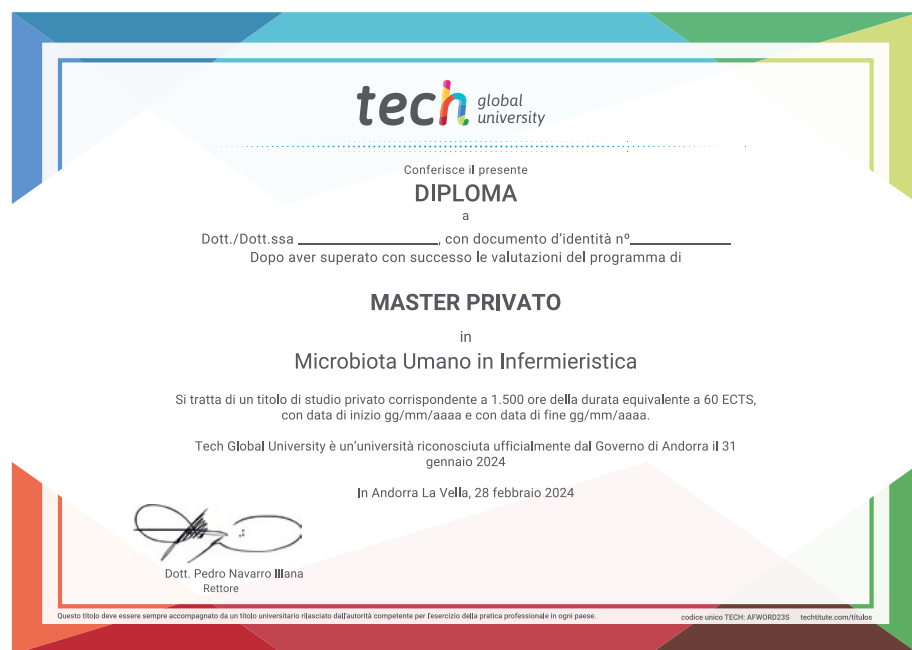 tech global university
Conferisce il presente
DIPLOMA
a
Dott./Dott.ssa ____________________, con documento d'identità nº______________
Dopo aver superato con successo le valutazioni del programma di
MASTER PRIVATO
in
Microbiota Umano in Infermieristica
Si tratta di un titolo di studio privato corrispondente a 1.500 ore della durata equivalente a 60 ECTS,
con data di inizio gg/mm/aaaa e con data di fine gg/mm/aaaa.
Tech Global University è un'università riconosciuta ufficialmente dal Governo di Andorra il 31
gennaio 2024
In Andorra La Vella, 28 febbraio 2024
Dott. Pedro Navarro Illana
Rettore
Questo titolo deve essere sempre accompagnato da un titolo universitario rilasciato dall'autorità competente per l'esercizio della pratica professionale in ogni paese.
codice unico TECH: AFWORD23S techtitute.com/titulos